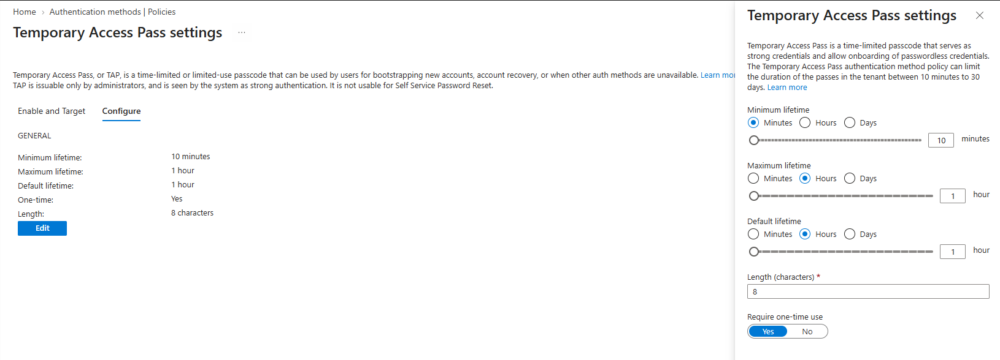 Home › Authentication methods | Policies
Temporary Access Pass settings ...
Temporary Access Pass, or TAP, is a time-limited or limited-use passcode that can be used by users for bootstrapping new accounts, account recovery, or when other auth methods are unavailable. Learn mor
TAP is issuable only by administrators, and is seen by the system as strong authentication. It is not usable for Self Service Password Reset.
Enable and Target Configure
GENERAL
Minimum lifetime: 10 minutes
Maximum lifetime: 1 hour
Default lifetime: 1 hour
One-time: Yes
Length: 8 characters
Edit
Temporary Access Pass settings
Temporary Access Pass is a time-limited passcode that serves as
strong credentials and allow onboarding of passwordless credentials.
The Temporary Access Pass authentication method policy can limit
the duration of the passes in the tenant between 10 minutes to 30
days. Learn more
Minimum lifetime
Minutes Hours Days
10 minutes
Maximum lifetime
Minutes Hours Days
1 hour
Default lifetime
Minutes Hours Days
1 hour
Length (characters) *
8
Require one-time use
Yes No